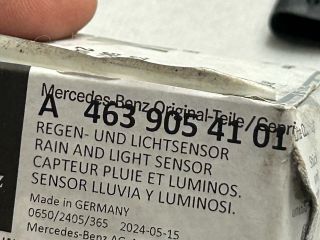 Mercedes-Benz Original-Teile/
A 463 905 41 01
REGEN- UND LICHTSENSOR
RAIN AND LIGHT SENSOR
CAPTEUR PLUIE ET LUMINOS.
SENSOR LLUVIA Y LUMINOSI.
Made in GERMANY
0650/2405/365 2024-05-15
Mercedes-Benz AG